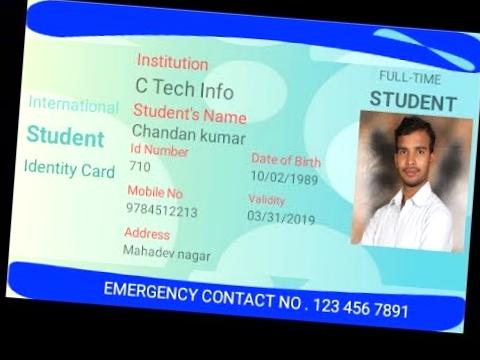 Institution
C Tech Info
Student's Name
Chandan kumar
International
Student
Identity Card
Id Number
710
Date of Birth
10/02/1989
Mobile No
9784512213
Validity
03/31/2019
Address
Mahadev nagar
FULL-TIME
STUDENT
EMERGENCY CONTACT NO . 123 456 7891